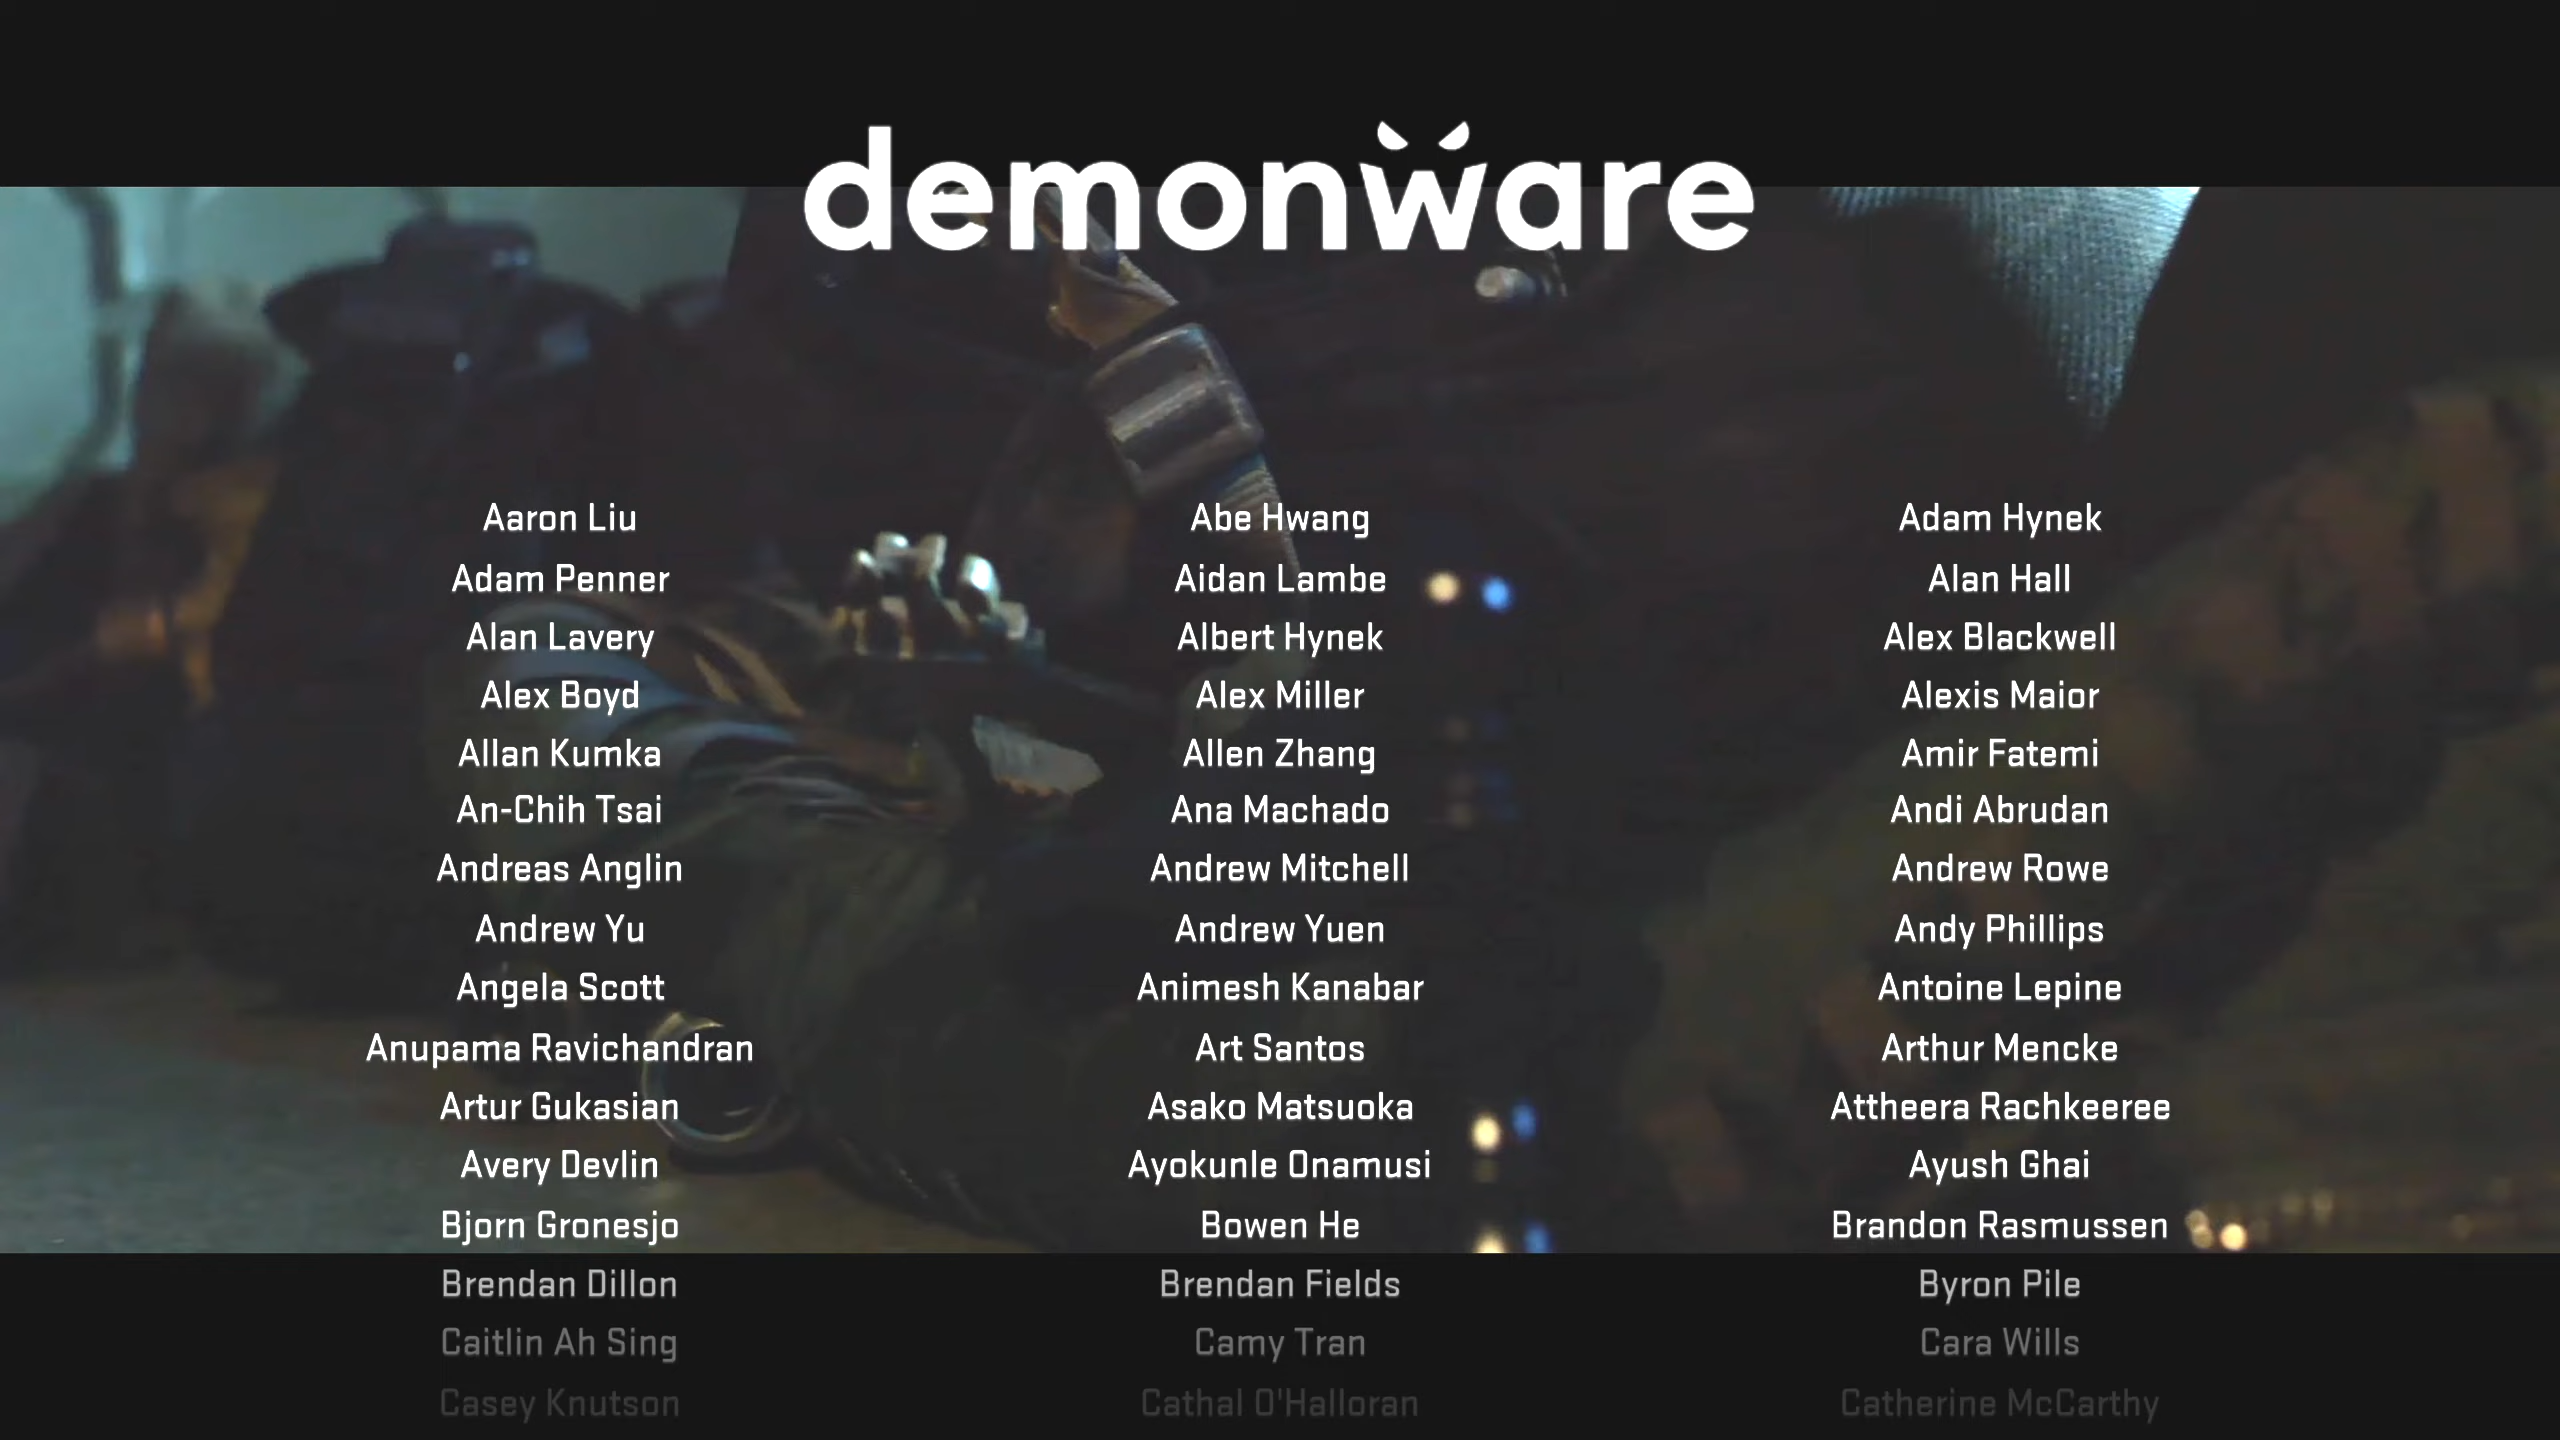 demonware
Aaron Liu Abe Hwang Adam Hynek
Adam Penner Aidan Lambe Alan Hall
Alan Lavery Albert Hynek Alex Blackwell
Alex Boyd Alex Miller Alexis Maior
Allan Kumka Allen Zhang Amir Fatemi
An-Chih Tsai Ana Machado Andi Abrudan
Andreas Anglin Andrew Mitchell Andrew Rowe
Andrew Yu Andrew Yuen Andy Phillips
Angela Scott Animesh Kanabar Antoine Lepine
Anupama Ravichandran Art Santos Arthur Mencke
Artur Gukasian Asako Matsuoka Attheera Rachkeeree
Avery Devlin Ayokunle Onamusi Ayush Ghai
Bjorn Gronesjo Bowen He Brandon Rasmussen
Brendan Dillon Brendan Fields Byron Pile
Caitlin Ah Sing Camy Tran Cara Wills
Casey Knutson Cathal O'Halloran Catherine McCarthy